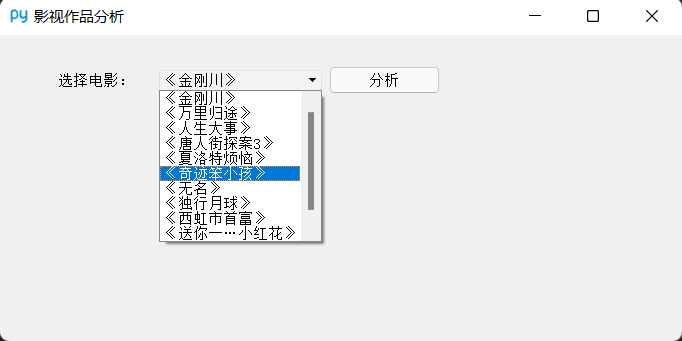 py 影视作品分析
选择电影：
《金刚川》
分析
《金刚川》
《万里归途》
《人生大事》
《唐人街探案3》
《夏洛特烦恼》
《奇迹笨小孩》
《无名》
《独行月球》
《西虹市首富》
《送你一…小红花》